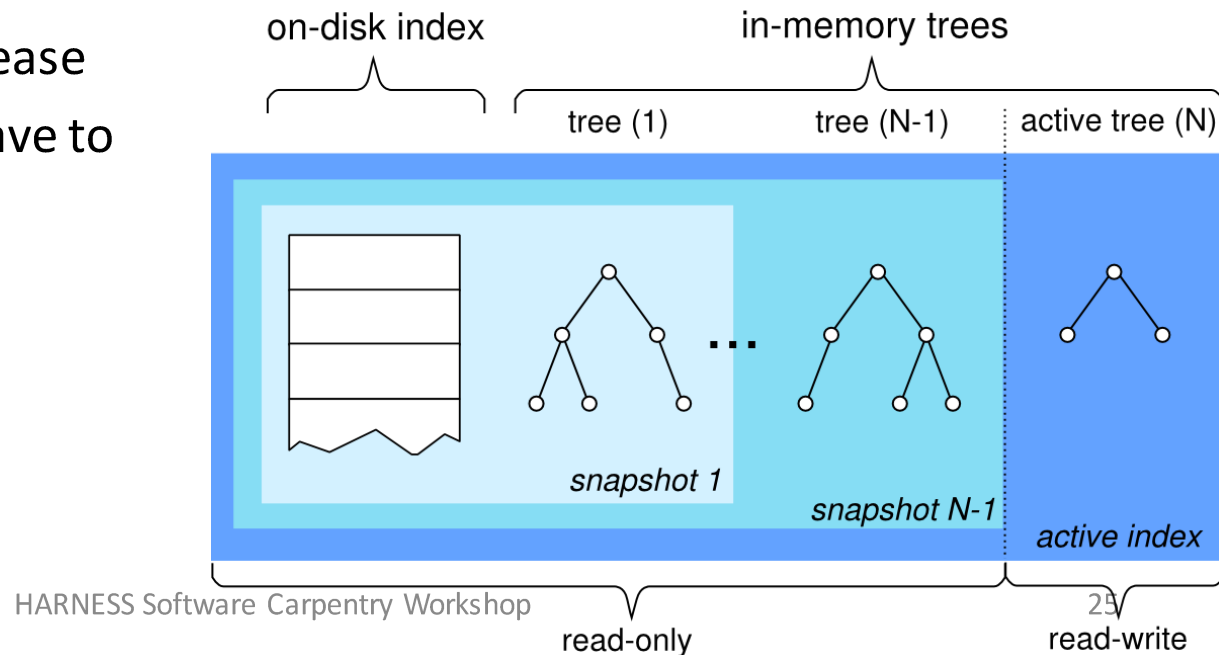 ease
ave to
on-disk index
in-memory trees
tree (1)
tree (N-1)
active tree (N)
...
snapshot 1
snapshot N-1
active index
HARNESS Software Carpentry Workshop
25
read-only
read-write